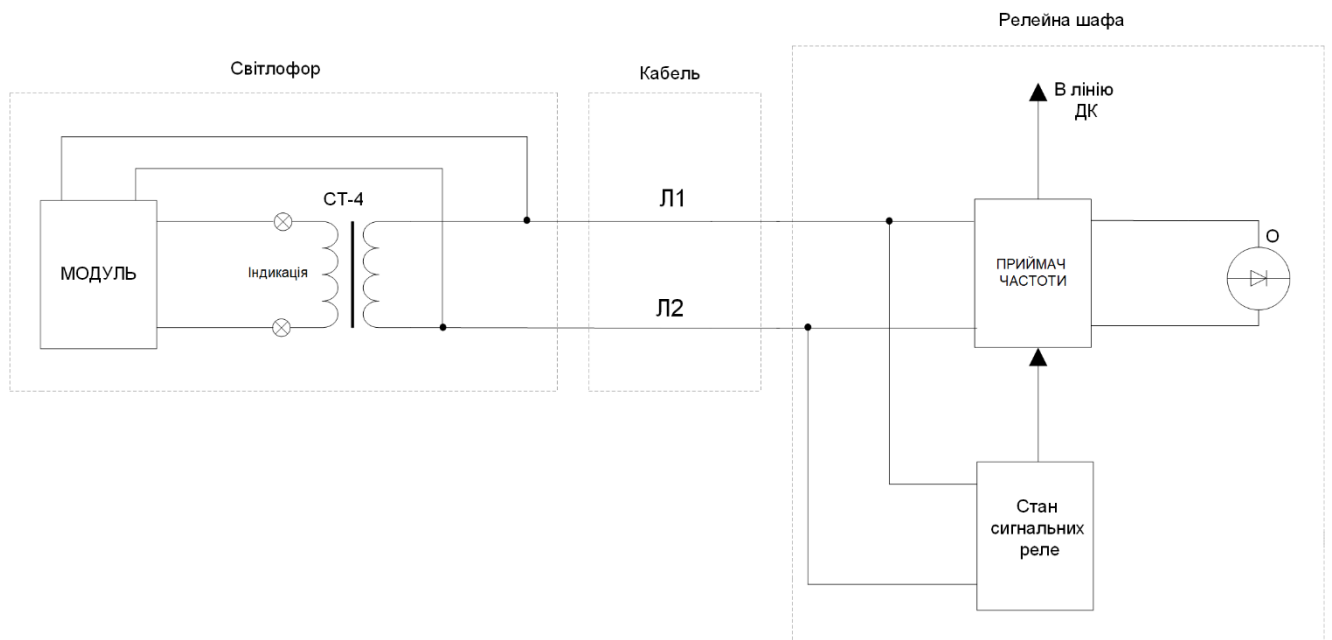 Релейна шафа
Світлофор
Кабель
В лінію
ДК
СТ-4
Л1
МОДУЛЬ
Індикація
ПРИЙМАЧ
ЧАСТОТИ
О
Л2
Стан
сигнальних
реле